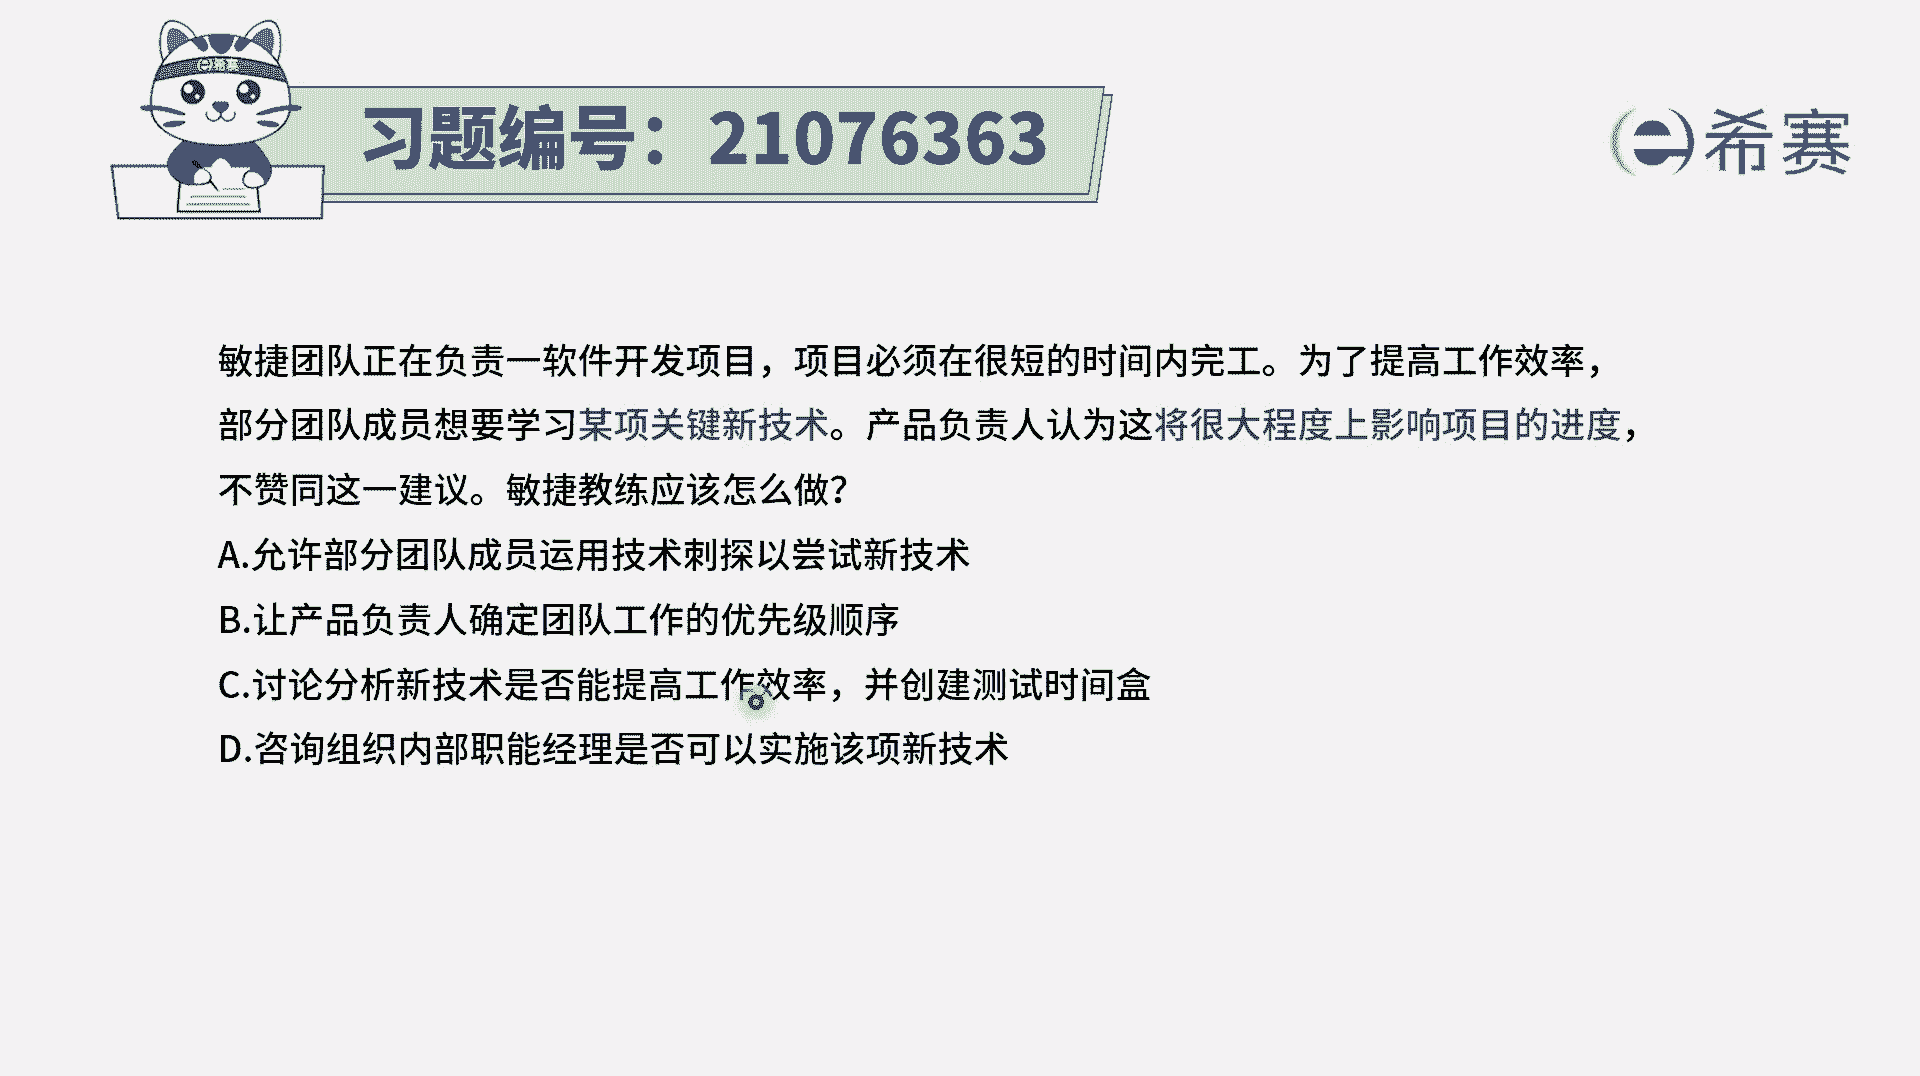 e希赛
习题编号：21076363
e希赛
敏捷团队正在负责一软件开发项目，项目必须在很短的时间内完工。为了提高工作效率，
部分团队成员想要学习某项关键新技术。产品负责人认为这将很大程度上影响项目的进度，
不赞同这一建议。敏捷教练应该怎么做？
A.允许部分团队成员运用技术刺探以尝试新技术
B.让产品负责人确定团队工作的优先级顺序
C.讨论分析新技术是否能提高工作效率，并创建测试时间盒
D.咨询组织内部职能经理是否可以实施该项新技术